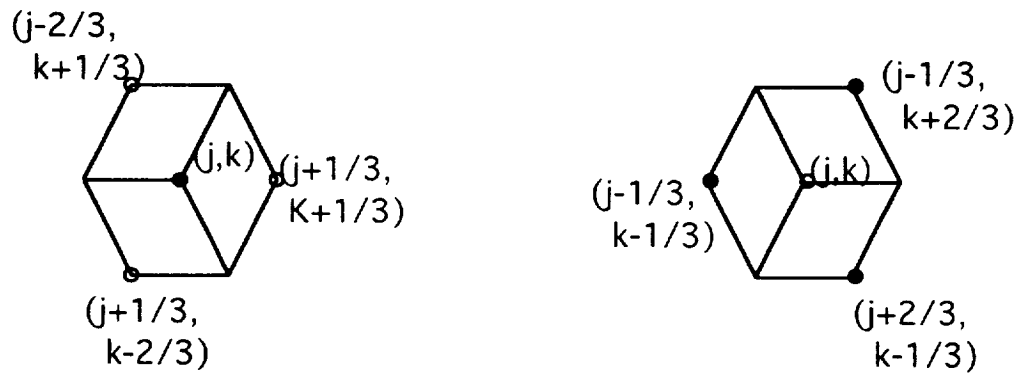 (j-2/3,
k+1/3)
(j,k)
(j+1/3,
K+1/3)
(j+1/3,
k-2/3)
(j-1/3,
k+2/3)
(j,k)
(j-1/3,
k-1/3)
(j+2/3,
k-1/3)